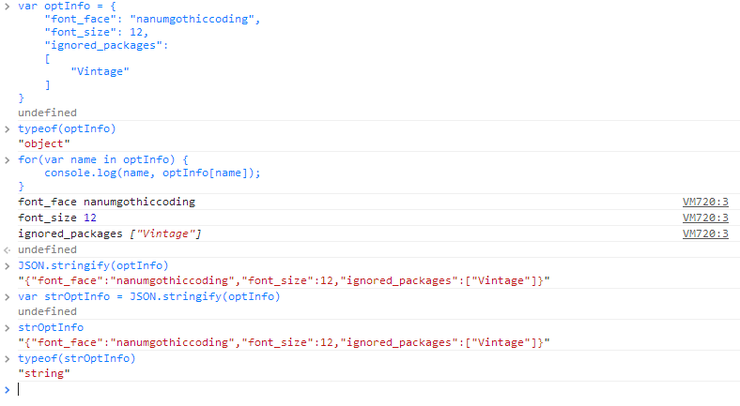 > var optInfo = {
"font_face": "nanumgothiccoding",
"font_size": 12,
"ignored_packages":
[
"Vintage"
]
}
undefined
> typeof(optInfo)
"object"
> for(var name in optInfo) {
console.log(name, optInfo[name]);
}
font_face nanumgothiccoding VM720:3
font_size 12 VM720:3
ignored_packages ["Vintage"] VM720:3
undefined
> JSON.stringify(optInfo)
"{"font_face":"nanumgothiccoding","font_size":12,"ignored_packages":["Vintage"]}"
> var strOptInfo = JSON.stringify(optInfo)
undefined
> strOptInfo
"{"font_face":"nanumgothiccoding","font_size":12,"ignored_packages":["Vintage"]}"
> typeof(strOptInfo)
"string"
>